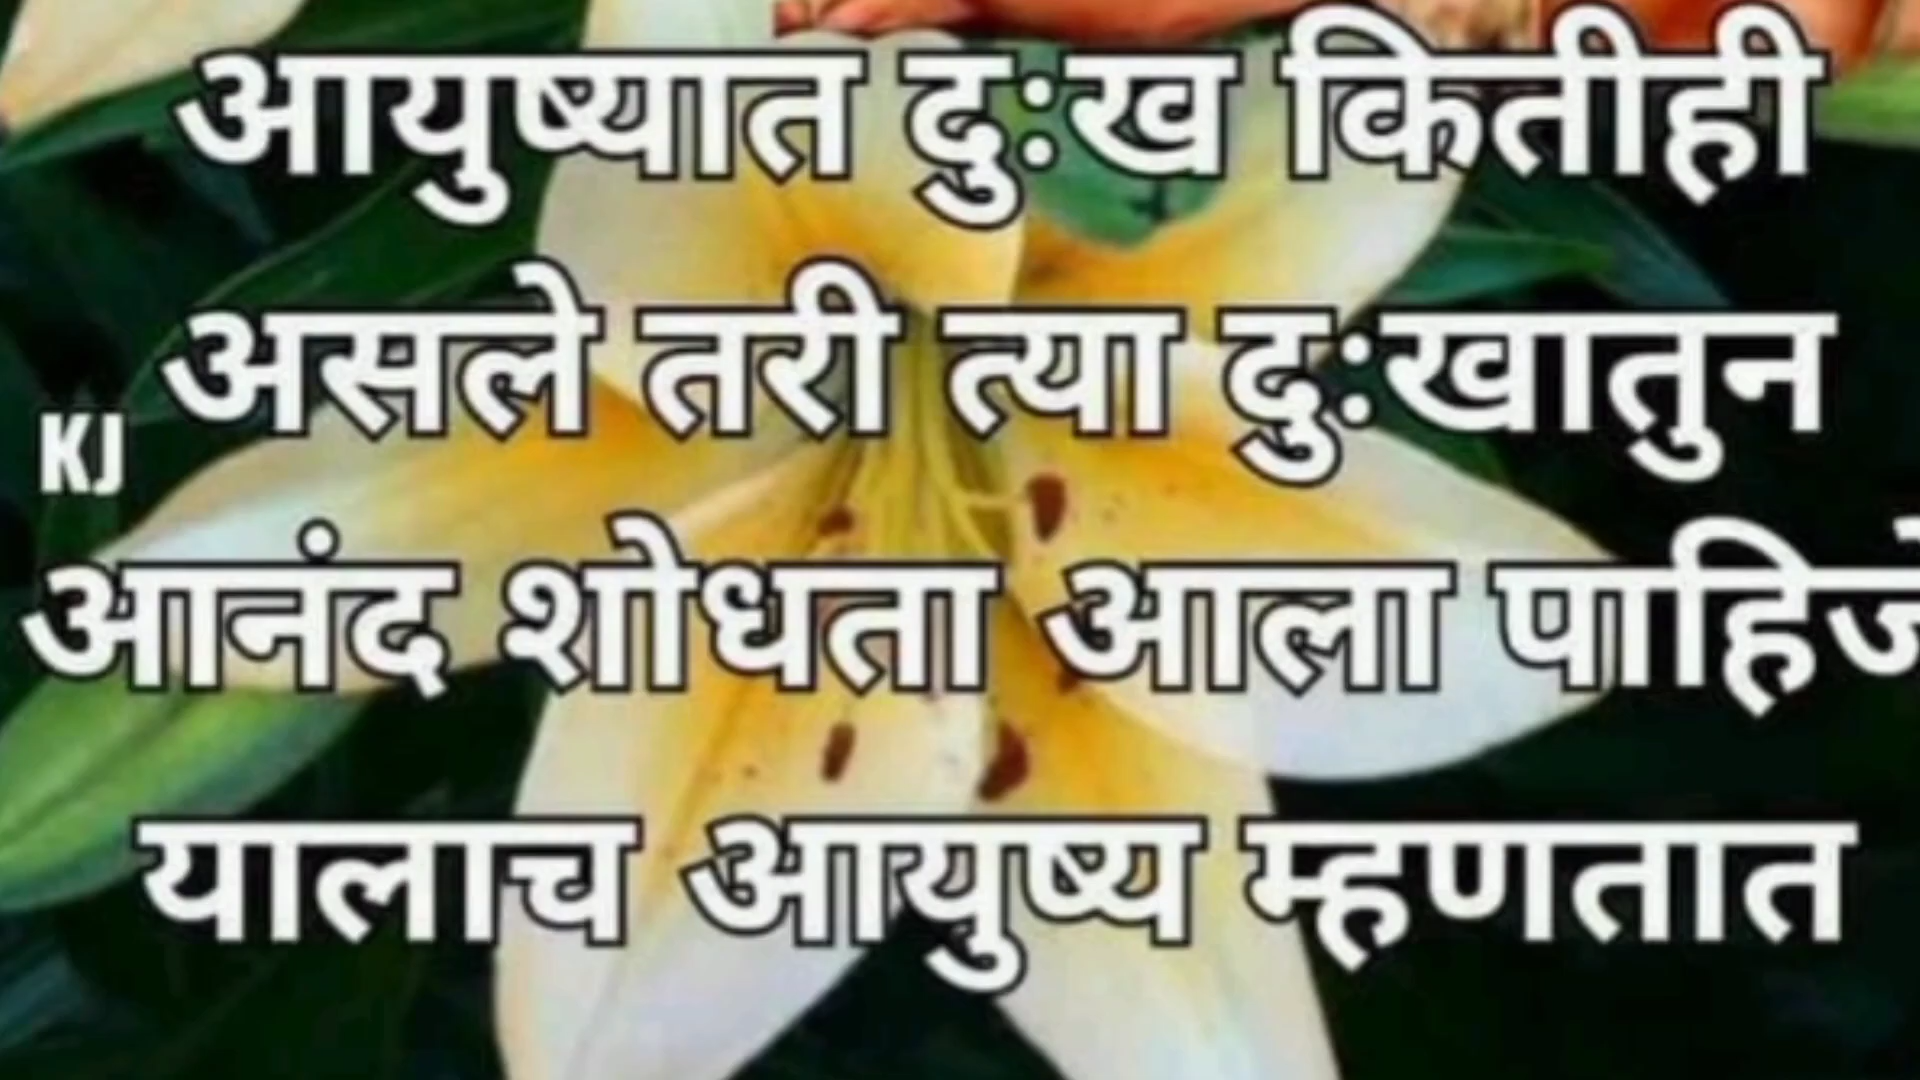 आयुष्यात दुःख कितीही
असले तरी त्या दुःखातुन
KJ
आनंद शोधता आला पाहिजे
यालाच आयुष्य म्हणतात